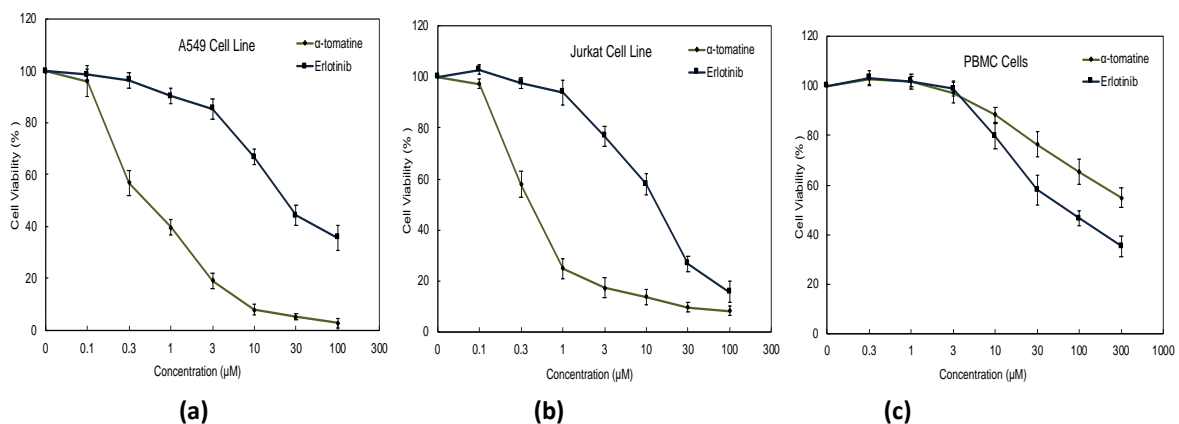 A549 Cell Line
α-tomatine
Erlotinib
Cell Viability (% )
120
100
80
60
40
20
0
0 0.1 0.3 1 3 10 30 100 300
Concentration (µM)
(a)
Jurkat Cell Line
α-tomatine
Erlotinib
Cell Viability (% )
120
100
80
60
40
20
0
0 0.1 0.3 1 3 10 30 100 300
Concentration (µM)
(b)
PBMC Cells
α-tomatine
Erlotinib
Cell Viability (% )
120
100
80
60
40
20
0
0 0.3 1 3 10 30 100 300 1000
Concentration (µM)
(c)